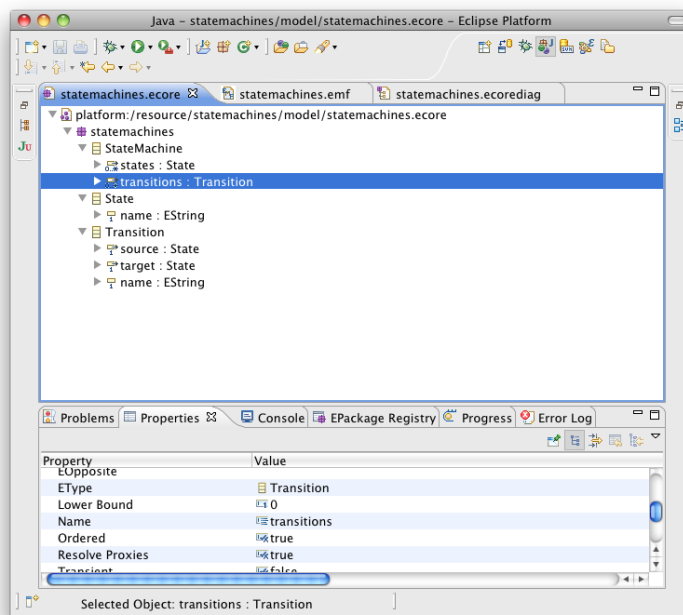 Java – statemachines/model/statemachines.ecore – Eclipse Platform
statemachines.ecore statemachines.emf statemachines.ecorediag
platform:/resource/statemachines/model/statemachines.ecore
statemachines
StateMachine
states : State
transitions : Transition
State
name : EString
Transition
source : State
target : State
name : EString
Problems Properties Console EPackage Registry Progress Error Log
Property Value
EOpposite
EType Transition
Lower Bound 0
Name transitions
Ordered true
Resolve Proxies true
Transient false
Selected Object: transitions : Transition